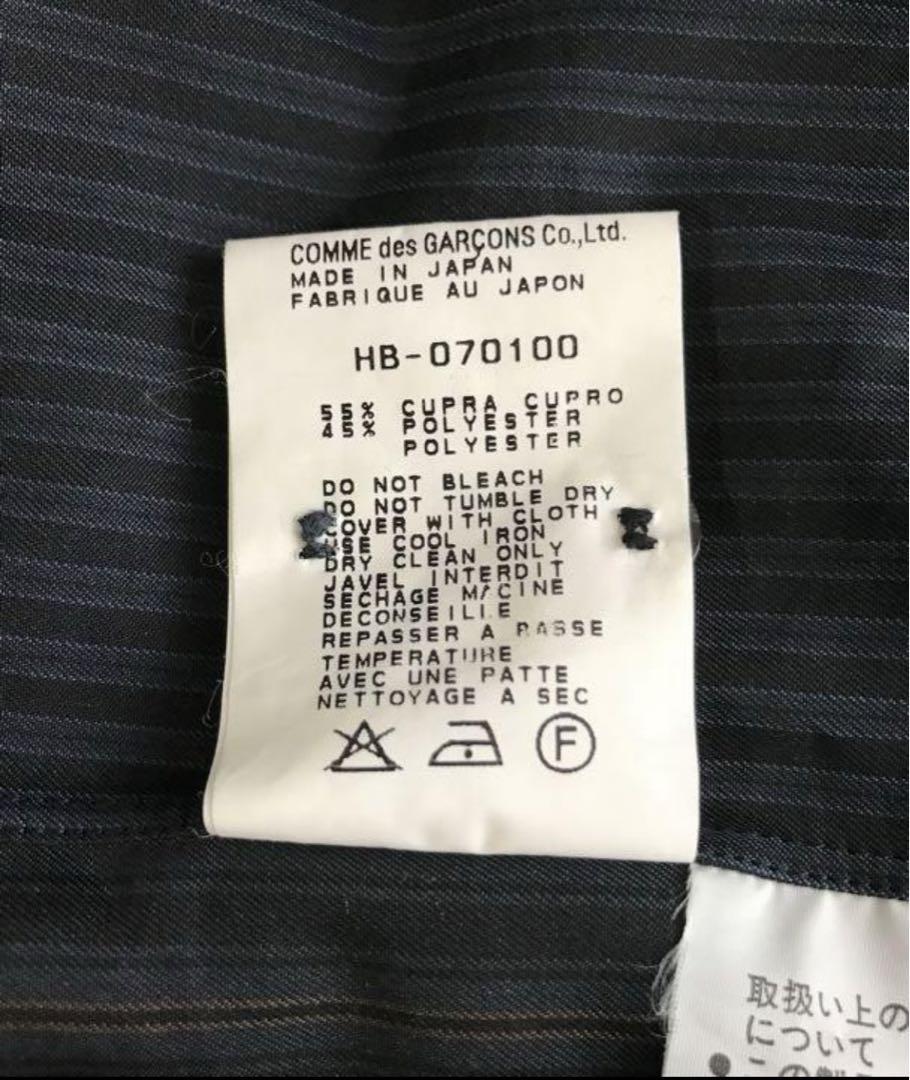 COMME des GARÇONS Co.,Ltd.
MADE IN JAPAN
FABRIQUE AU JAPON
HB-070100
55% CUPRA CUPRO
45% POLYESTER
POLYESTER
DO NOT BLEACH
DO NOT TUMBLE DRY
COVER WITH CLOTH
USE COOL IRON
DRY CLEAN ONLY
JAVEL INTERDIT
SECHAGE MACINE
DECONSEILLE
REPASSER A BASSE
TEMPERATURE
AVEC UNE PATTE
NETTOYAGE A SEC
F
取扱い上の
について